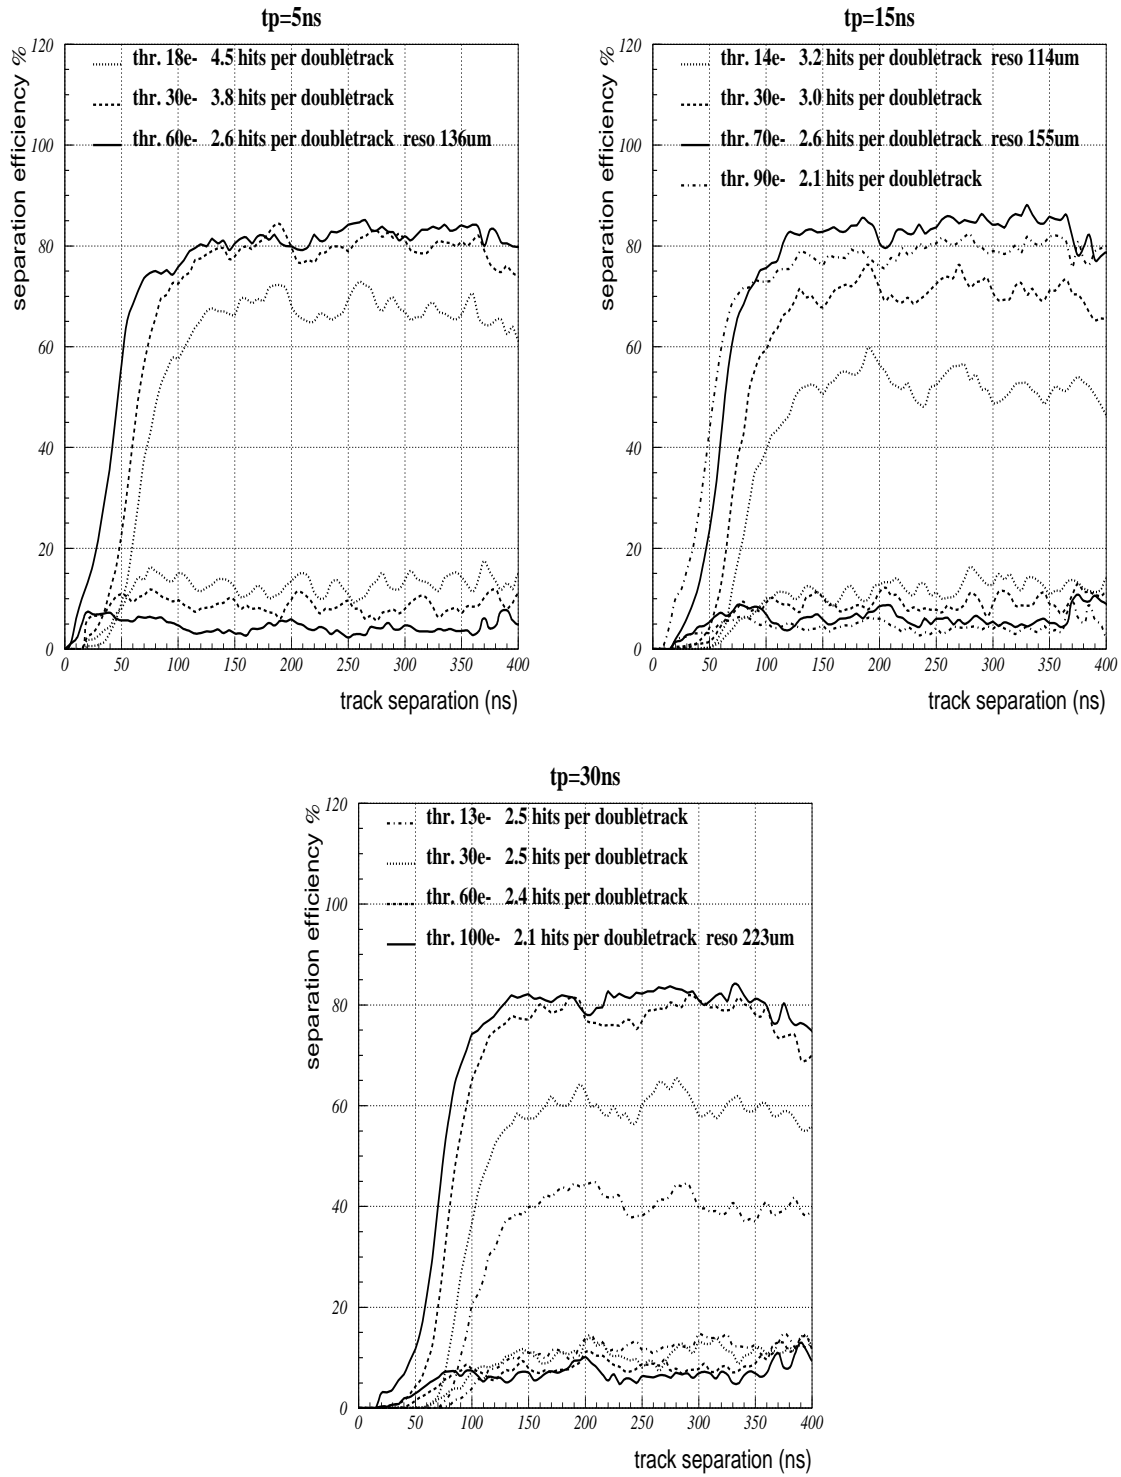 tp=5ns
separation efficiency %
120
100
80
60
40
20
0
thr. 18e- 4.5 hits per doubletrack
thr. 30e- 3.8 hits per doubletrack
thr. 60e- 2.6 hits per doubletrack reso 136um
0 50 100 150 200 250 300 350 400
track separation (ns)
tp=15ns
separation efficiency %
120
100
80
60
40
20
0
thr. 14e- 3.2 hits per doubletrack reso 114um
thr. 30e- 3.0 hits per doubletrack
thr. 70e- 2.6 hits per doubletrack reso 155um
thr. 90e- 2.1 hits per doubletrack
0 50 100 150 200 250 300 350 400
track separation (ns)
tp=30ns
separation efficiency %
120
100
80
60
40
20
0
thr. 13e- 2.5 hits per doubletrack
thr. 30e- 2.5 hits per doubletrack
thr. 60e- 2.4 hits per doubletrack
thr. 100e- 2.1 hits per doubletrack reso 223um
0 50 100 150 200 250 300 350 400
track separation (ns)